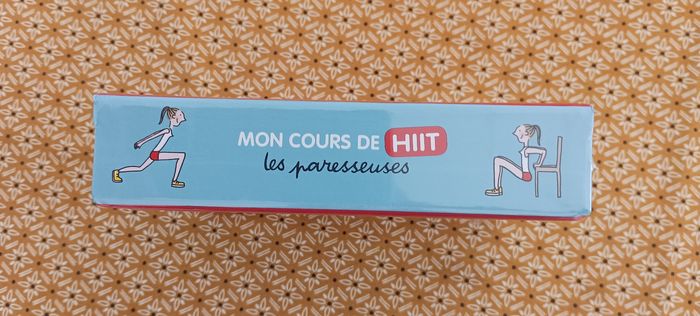 MON COURS DE HIIT
les paresseuses